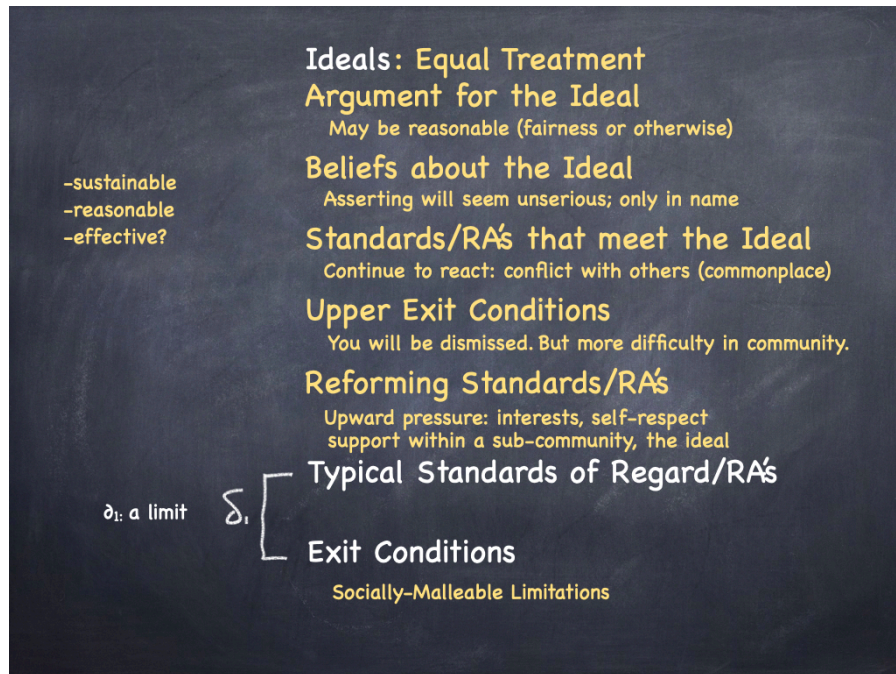 Ideals: Equal Treatment
Argument for the Ideal
May be reasonable (fairness or otherwise)
Beliefs about the Ideal
Asserting will seem unserious; only in name
-sustainable
-reasonable
-effective?
Standards/RA's that meet the Ideal
Continue to react: conflict with others (commonplace)
Upper Exit Conditions
You will be dismissed. But more difficulty in community.
Reforming Standards/RA's
Upward pressure: interests, self-respect
support within a sub-community, the ideal
Typical Standards of Regard/RA's
∂₁: a limit
δ₁
Exit Conditions
Socially-Malleable Limitations